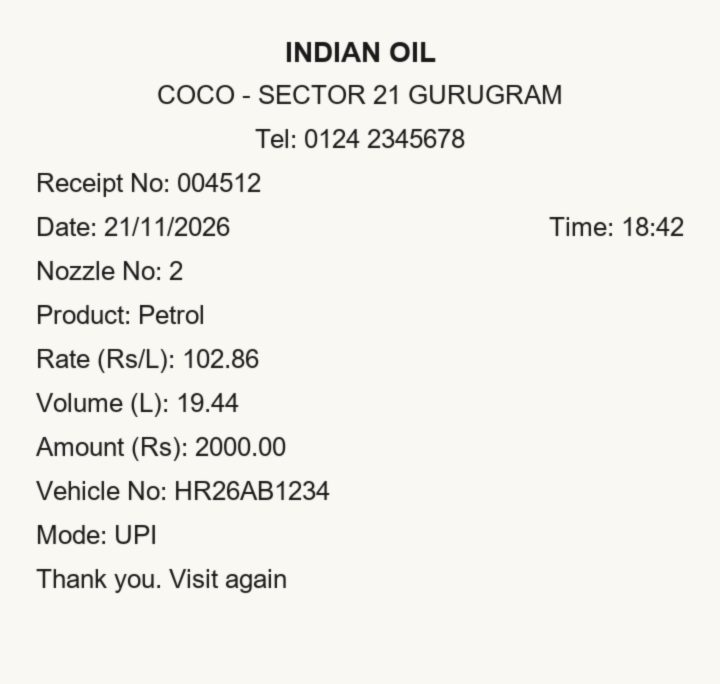 INDIAN OIL
COCO - SECTOR 21 GURUGRAM
Tel: 0124 2345678
Receipt No: 004512
Date: 21/11/2026 Time: 18:42
Nozzle No: 2
Product: Petrol
Rate (Rs/L): 102.86
Volume (L): 19.44
Amount (Rs): 2000.00
Vehicle No: HR26AB1234
Mode: UPI
Thank you. Visit again